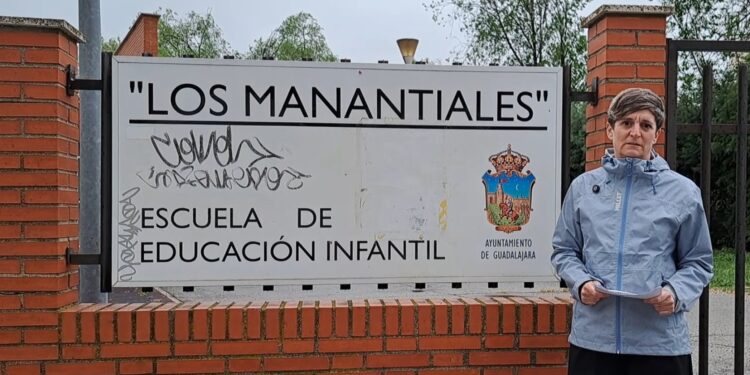 "LOS MANANTIALES"
ESCUELA DE
EDUCACIÓN INFANTIL
AYUNTAMIENTO
DE GUADALAJARA